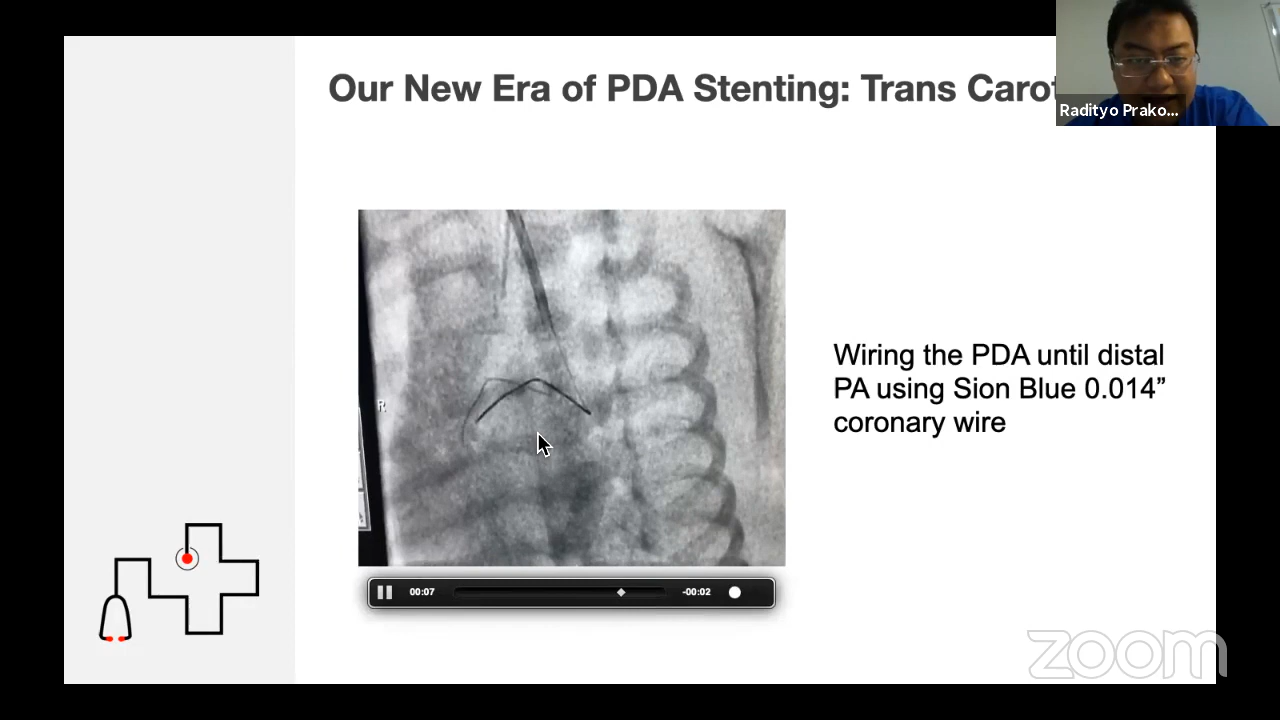 Our New Era of PDA Stenting: Trans
Radityo Prako...
R
Wiring the PDA until distal
PA using Sion Blue 0.014”
coronary wire
00:07
-00:02
zoom